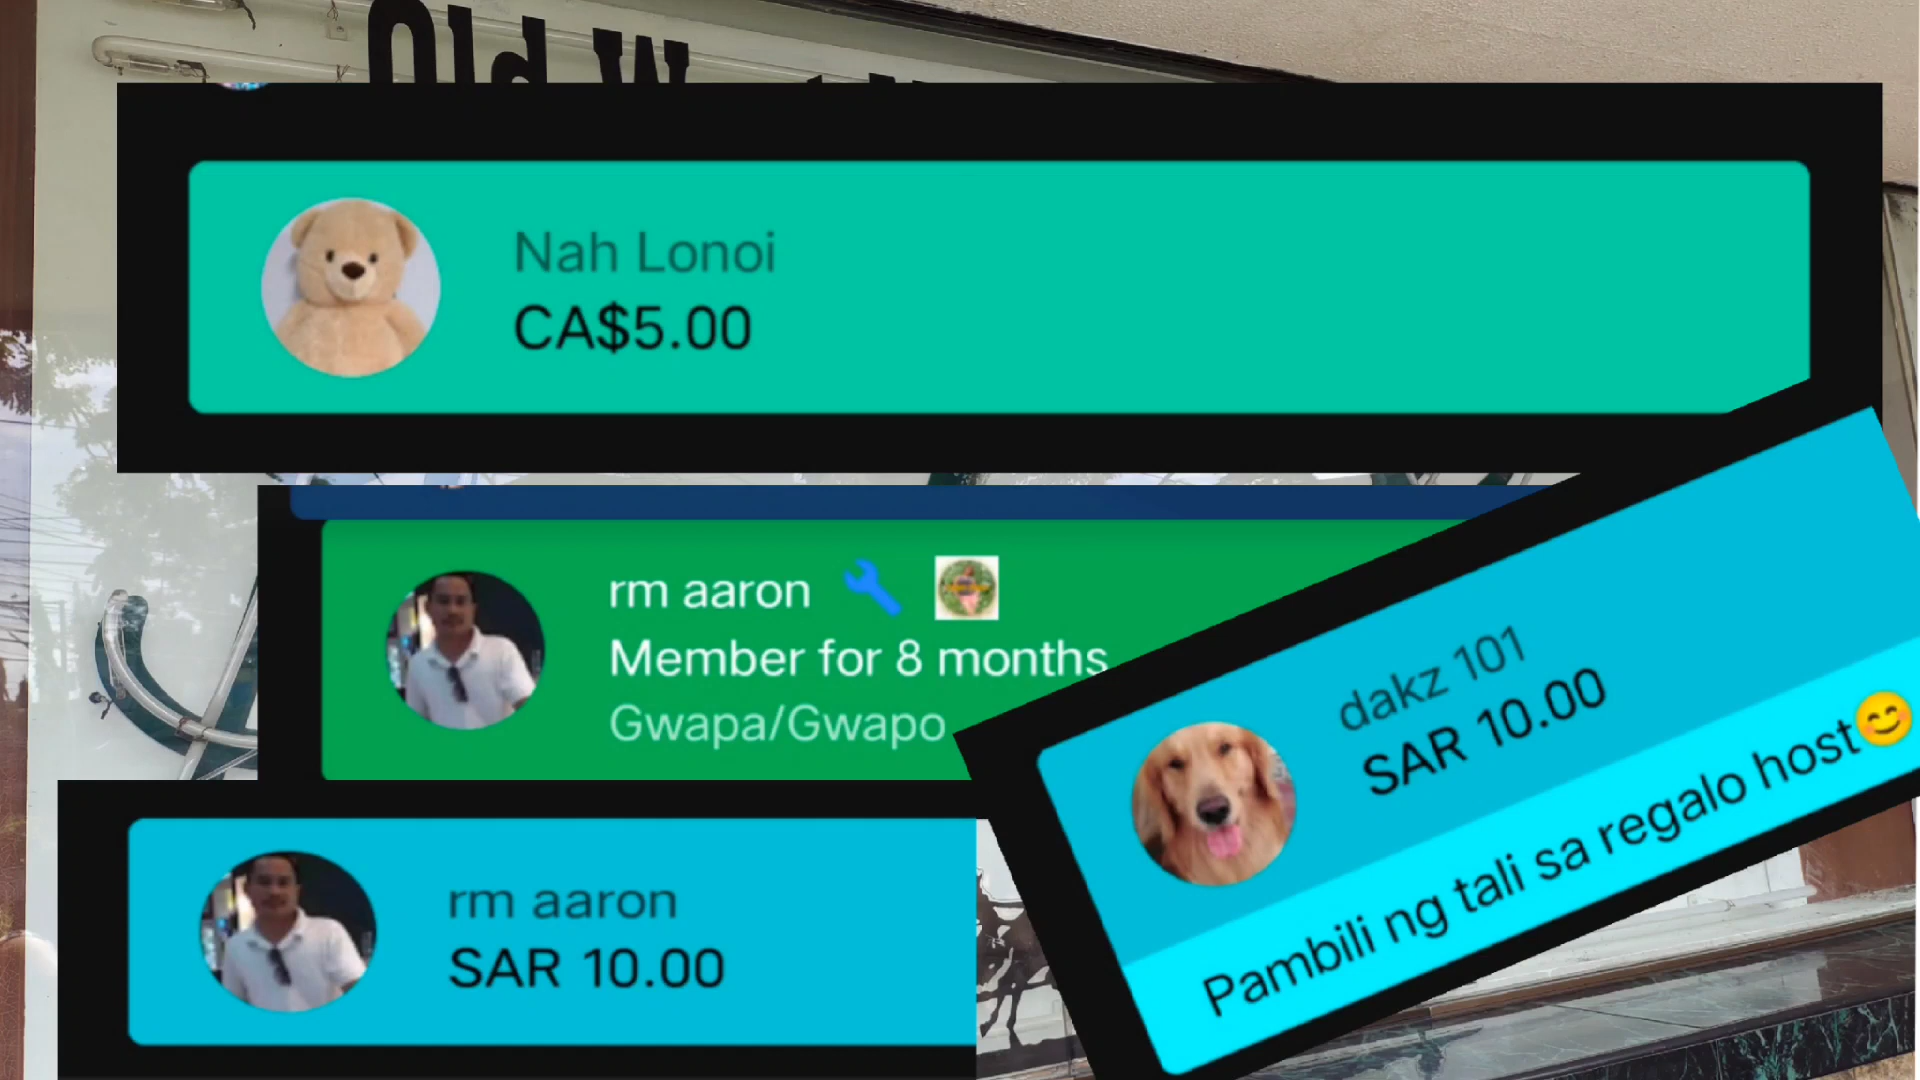 Old W
Nah Lonoi
CA$5.00
rm aaron
Member for 8 months
Gwapa/Gwapo
dakz 101
SAR 10.00
Pambili ng tali sa regalo host😊
rm aaron
SAR 10.00